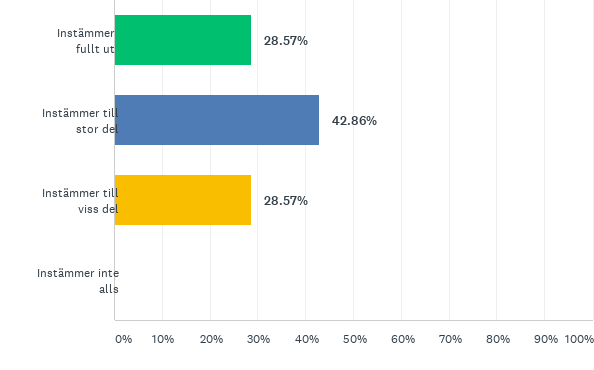 Instämmer
fullt ut
28.57%
Instämmer till
stor del
42.86%
Instämmer till
viss del
28.57%
Instämmer inte
alls
0% 10% 20% 30% 40% 50% 60% 70% 80% 90% 100%